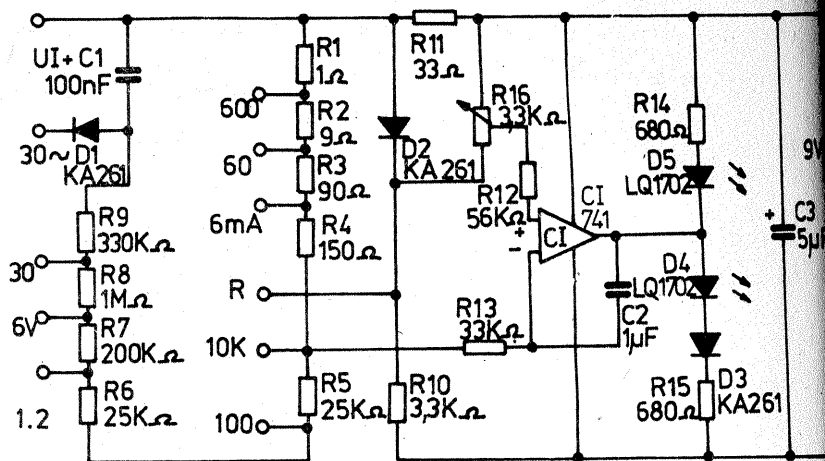 UI+C1
100nF
30~
D1
KA261
R9
330KΩ
30
R8
1MΩ
6V
R7
200KΩ
1.2
R6
25KΩ
R1
1Ω
600
R2
9Ω
60
R3
90Ω
6mA
R4
150Ω
R
10K
R5
25KΩ
100
R11
33Ω
D2
KA261
R16
3,3KΩ
R12
56KΩ
+
-
CI
CI
741
R13
33KΩ
C2
1µF
R10
3,3KΩ
R14
680Ω
D5
LQ1702
D4
LQ1702
D3
KA261
R15
680Ω
9V
+
C3
5µF